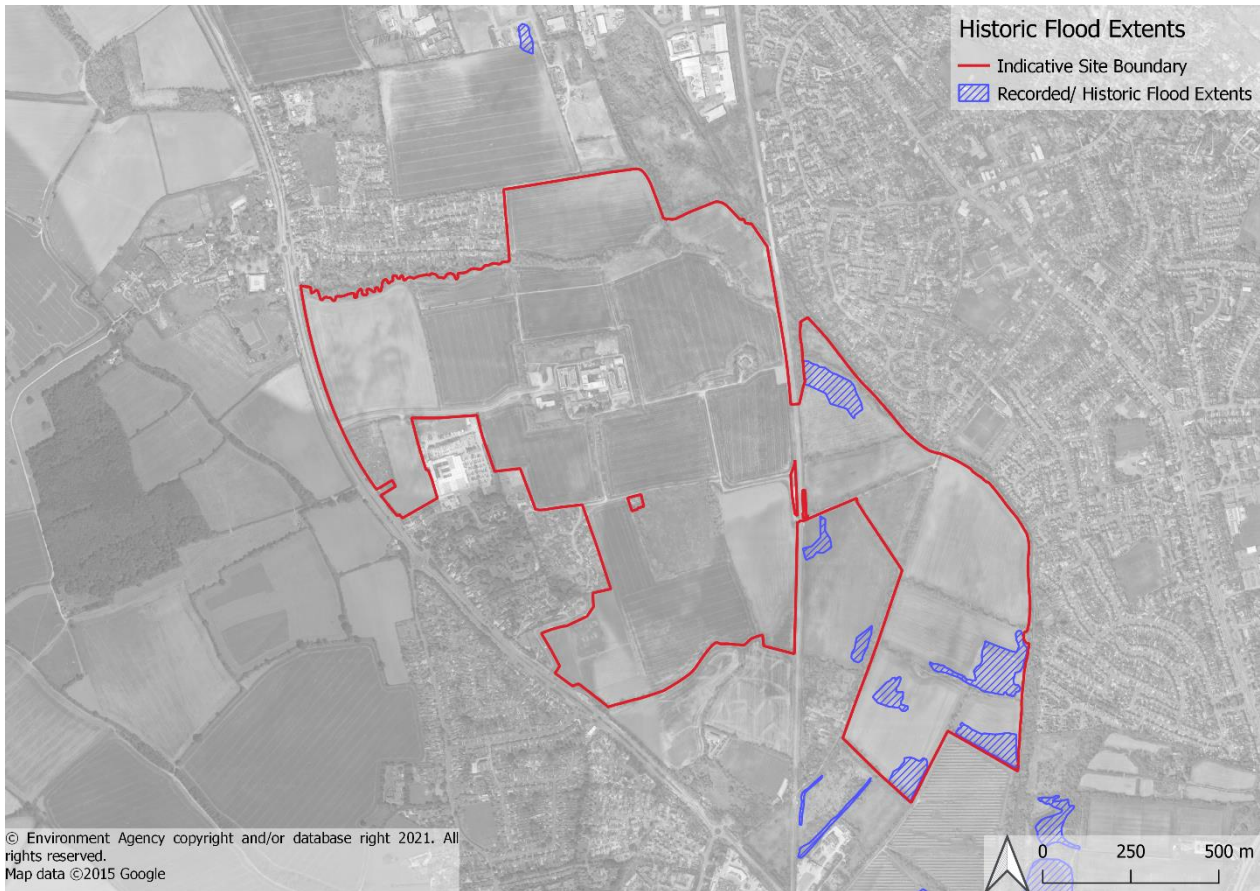 Historic Flood Extents
Indicative Site Boundary
Recorded/ Historic Flood Extents
© Environment Agency copyright and/or database right 2021. All
rights reserved.
Map data ©2015 Google
0 250 500 m